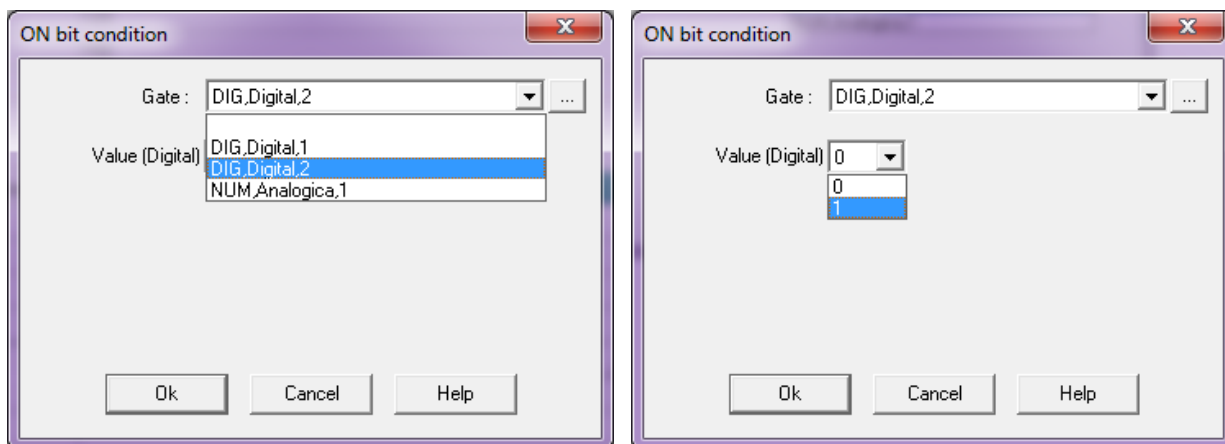 ON bit condition
Gate : DIG,Digital,2 ...
DIG,Digital,1
Value (Digital)
DIG,Digital,2
NUM,Analogica,1
Ok Cancel Help
ON bit condition
Gate : DIG,Digital,2 ...
Value (Digital) 0
0
1
Ok Cancel Help